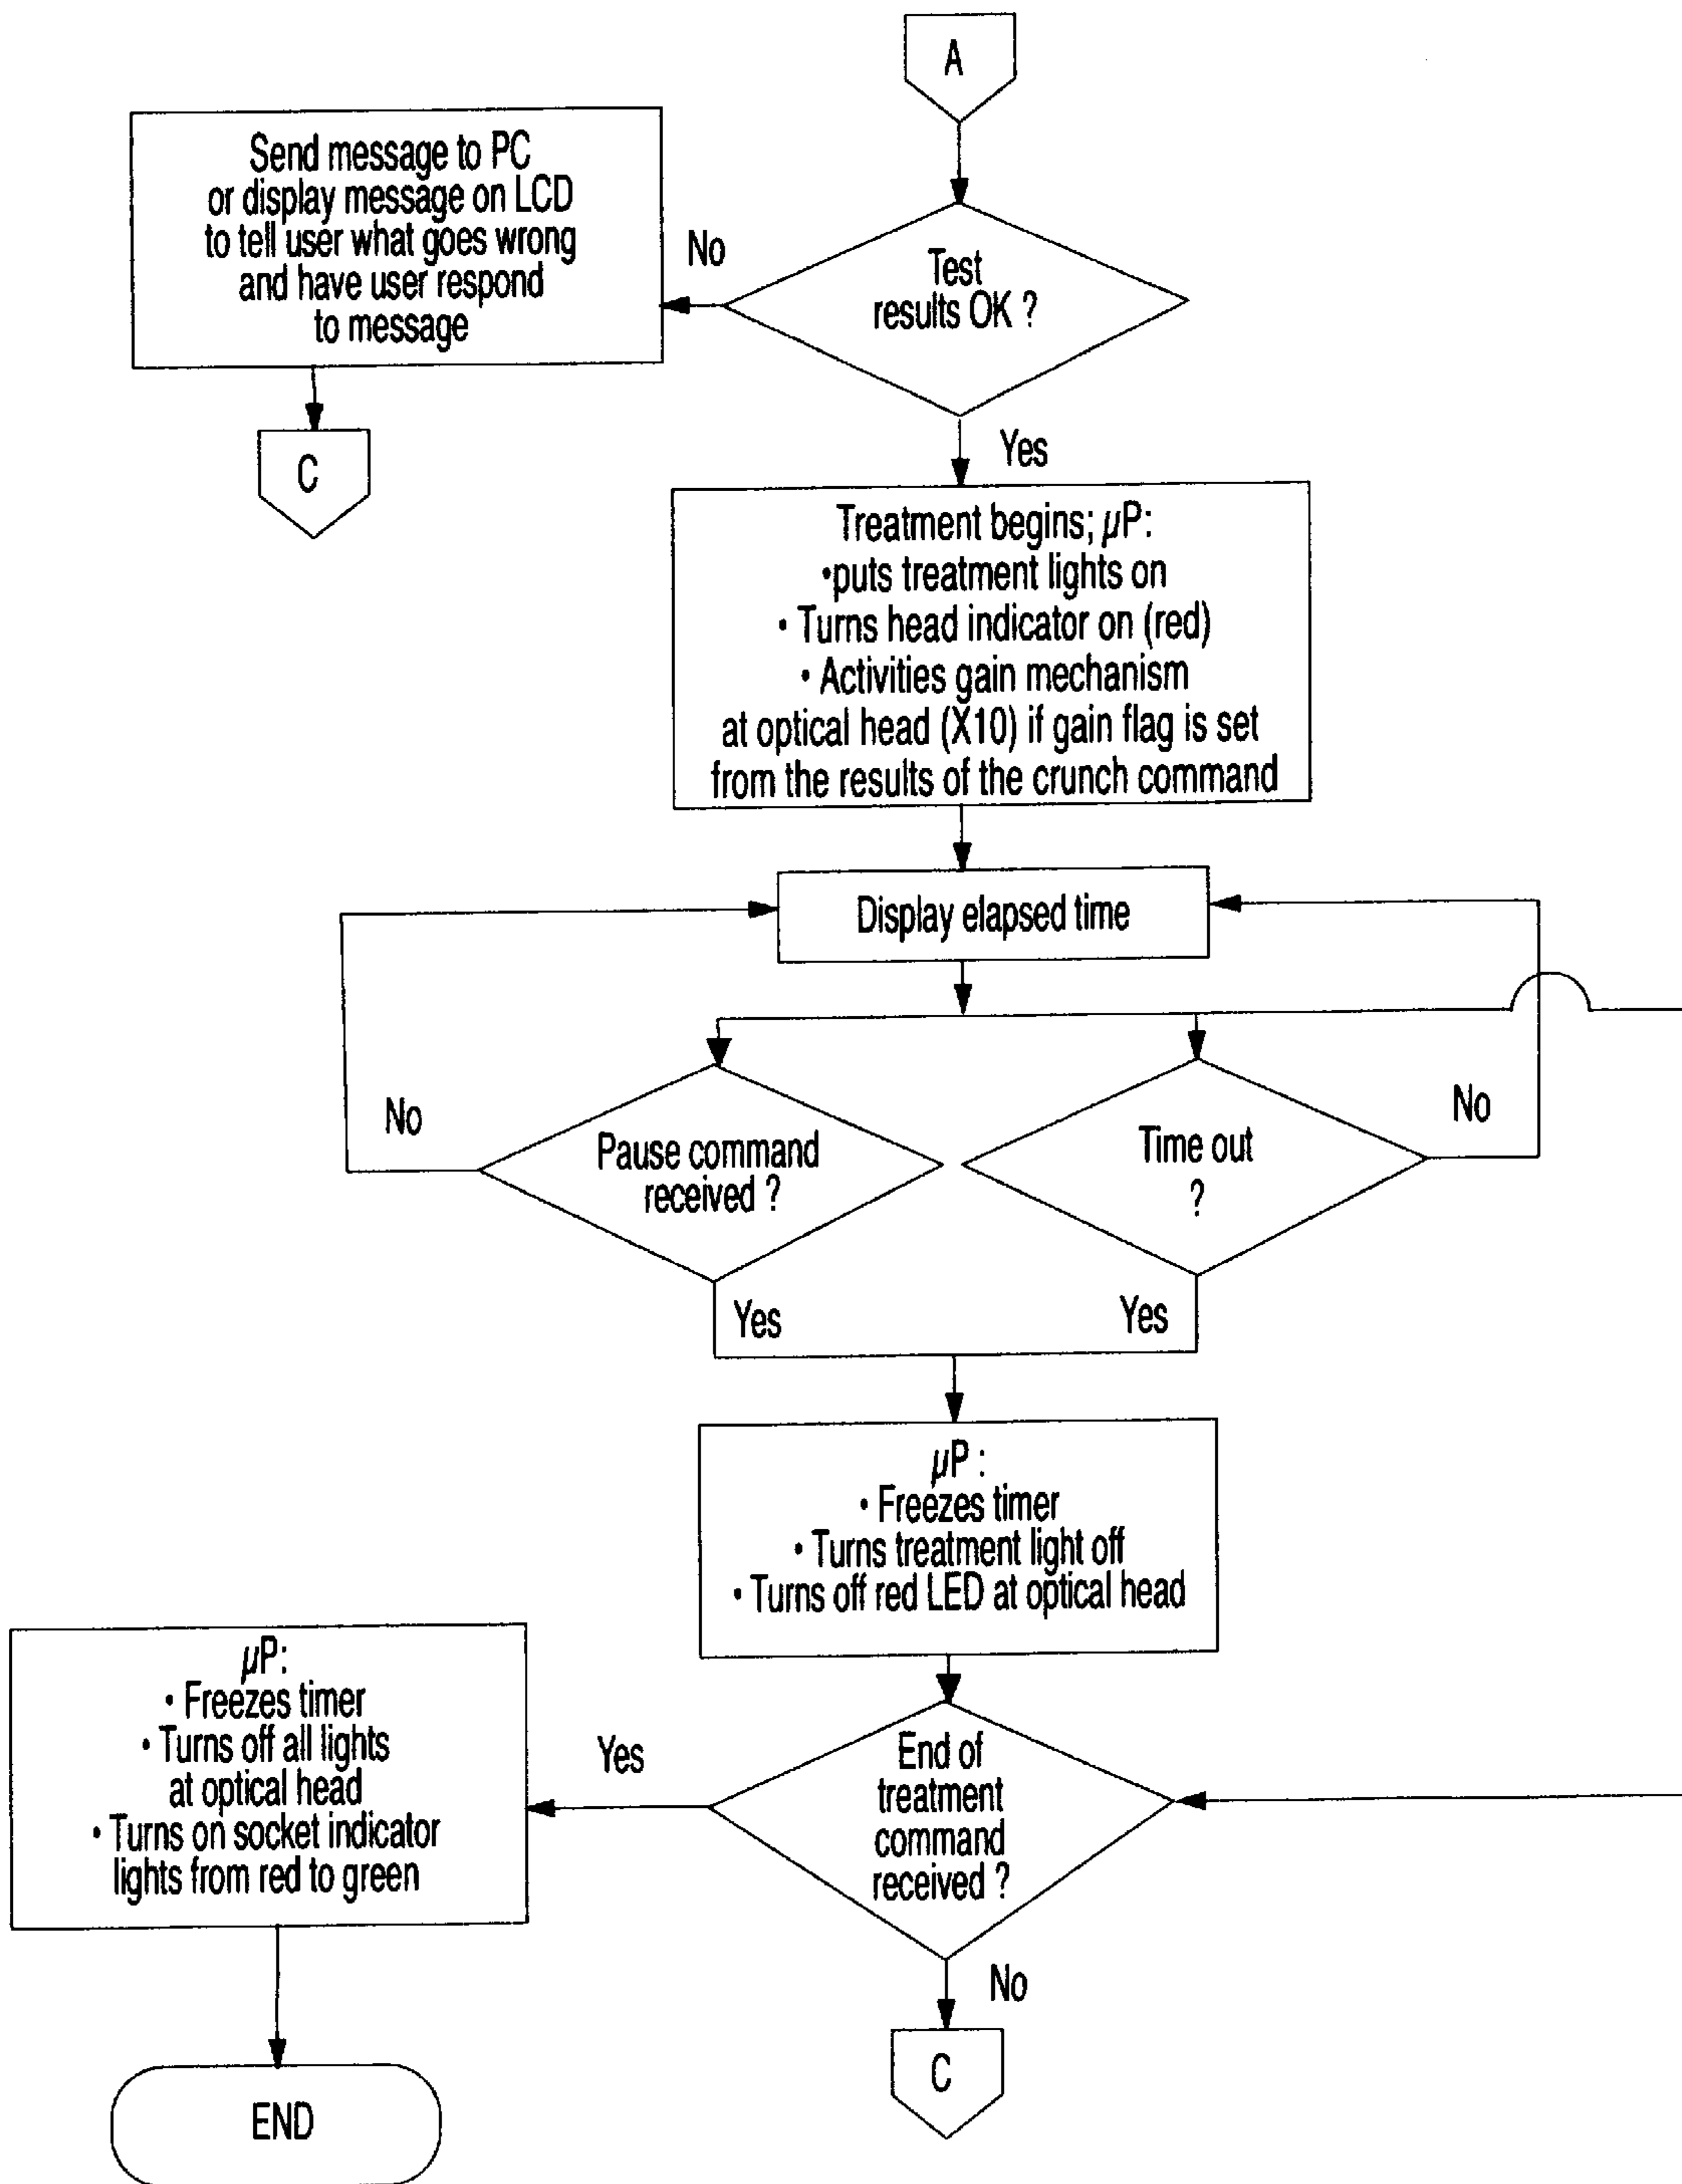 A
Send message to PC
or display message on LCD
to tell user what goes wrong
and have user respond
to message
No
Test
results OK ?
C
Yes
Treatment begins; µP:
•puts treatment lights on
• Turns head indicator on (red)
• Activities gain mechanism
at optical head (X10) if gain flag is set
from the results of the crunch command
Display elapsed time
No
Pause command
received ?
Time out
?
No
Yes
Yes
µP :
• Freezes timer
• Turns treatment light off
• Turns off red LED at optical head
µP:
• Freezes timer
• Turns off all lights
at optical head
• Turns on socket indicator
lights from red to green
Yes
End of
treatment
command
received ?
No
C
END